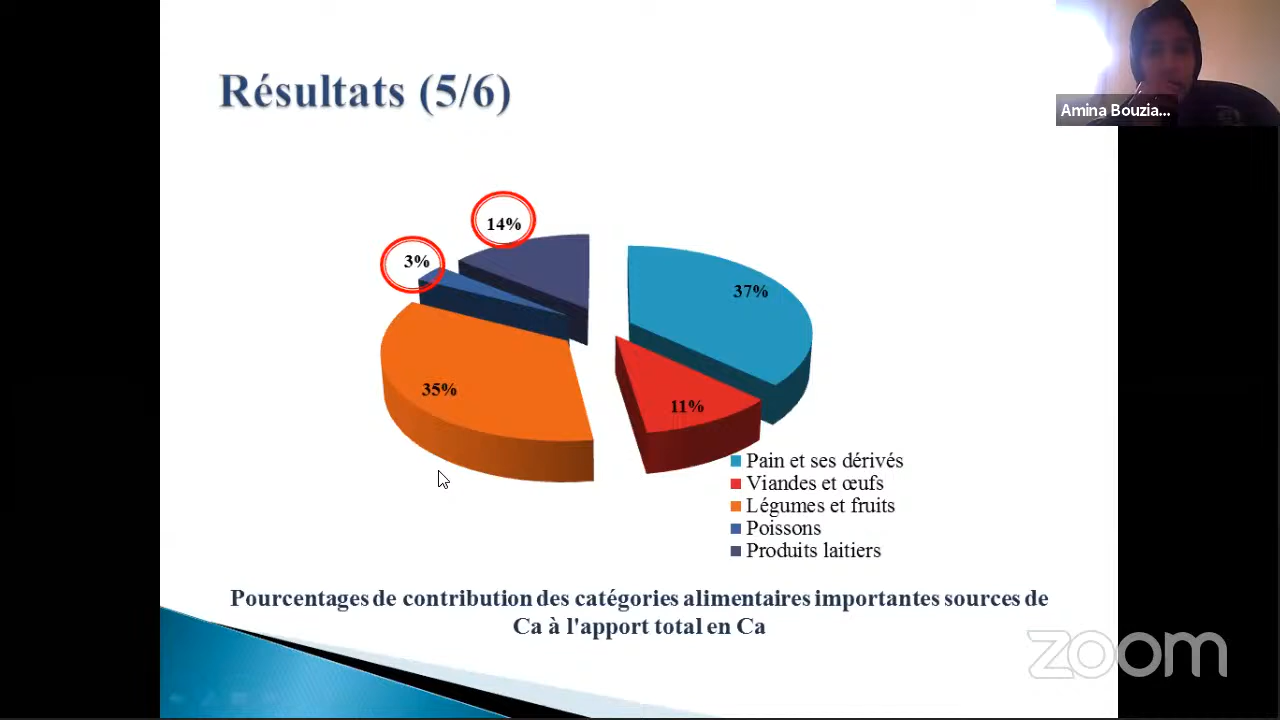 Résultats (5/6)
Amina Bouzia...
14%
3%
37%
35%
11%
Pain et ses dérivés
Viandes et œufs
Légumes et fruits
Poissons
Produits laitiers
Pourcentages de contribution des catégories alimentaires importantes sources de
Ca à l'apport total en Ca
zoom